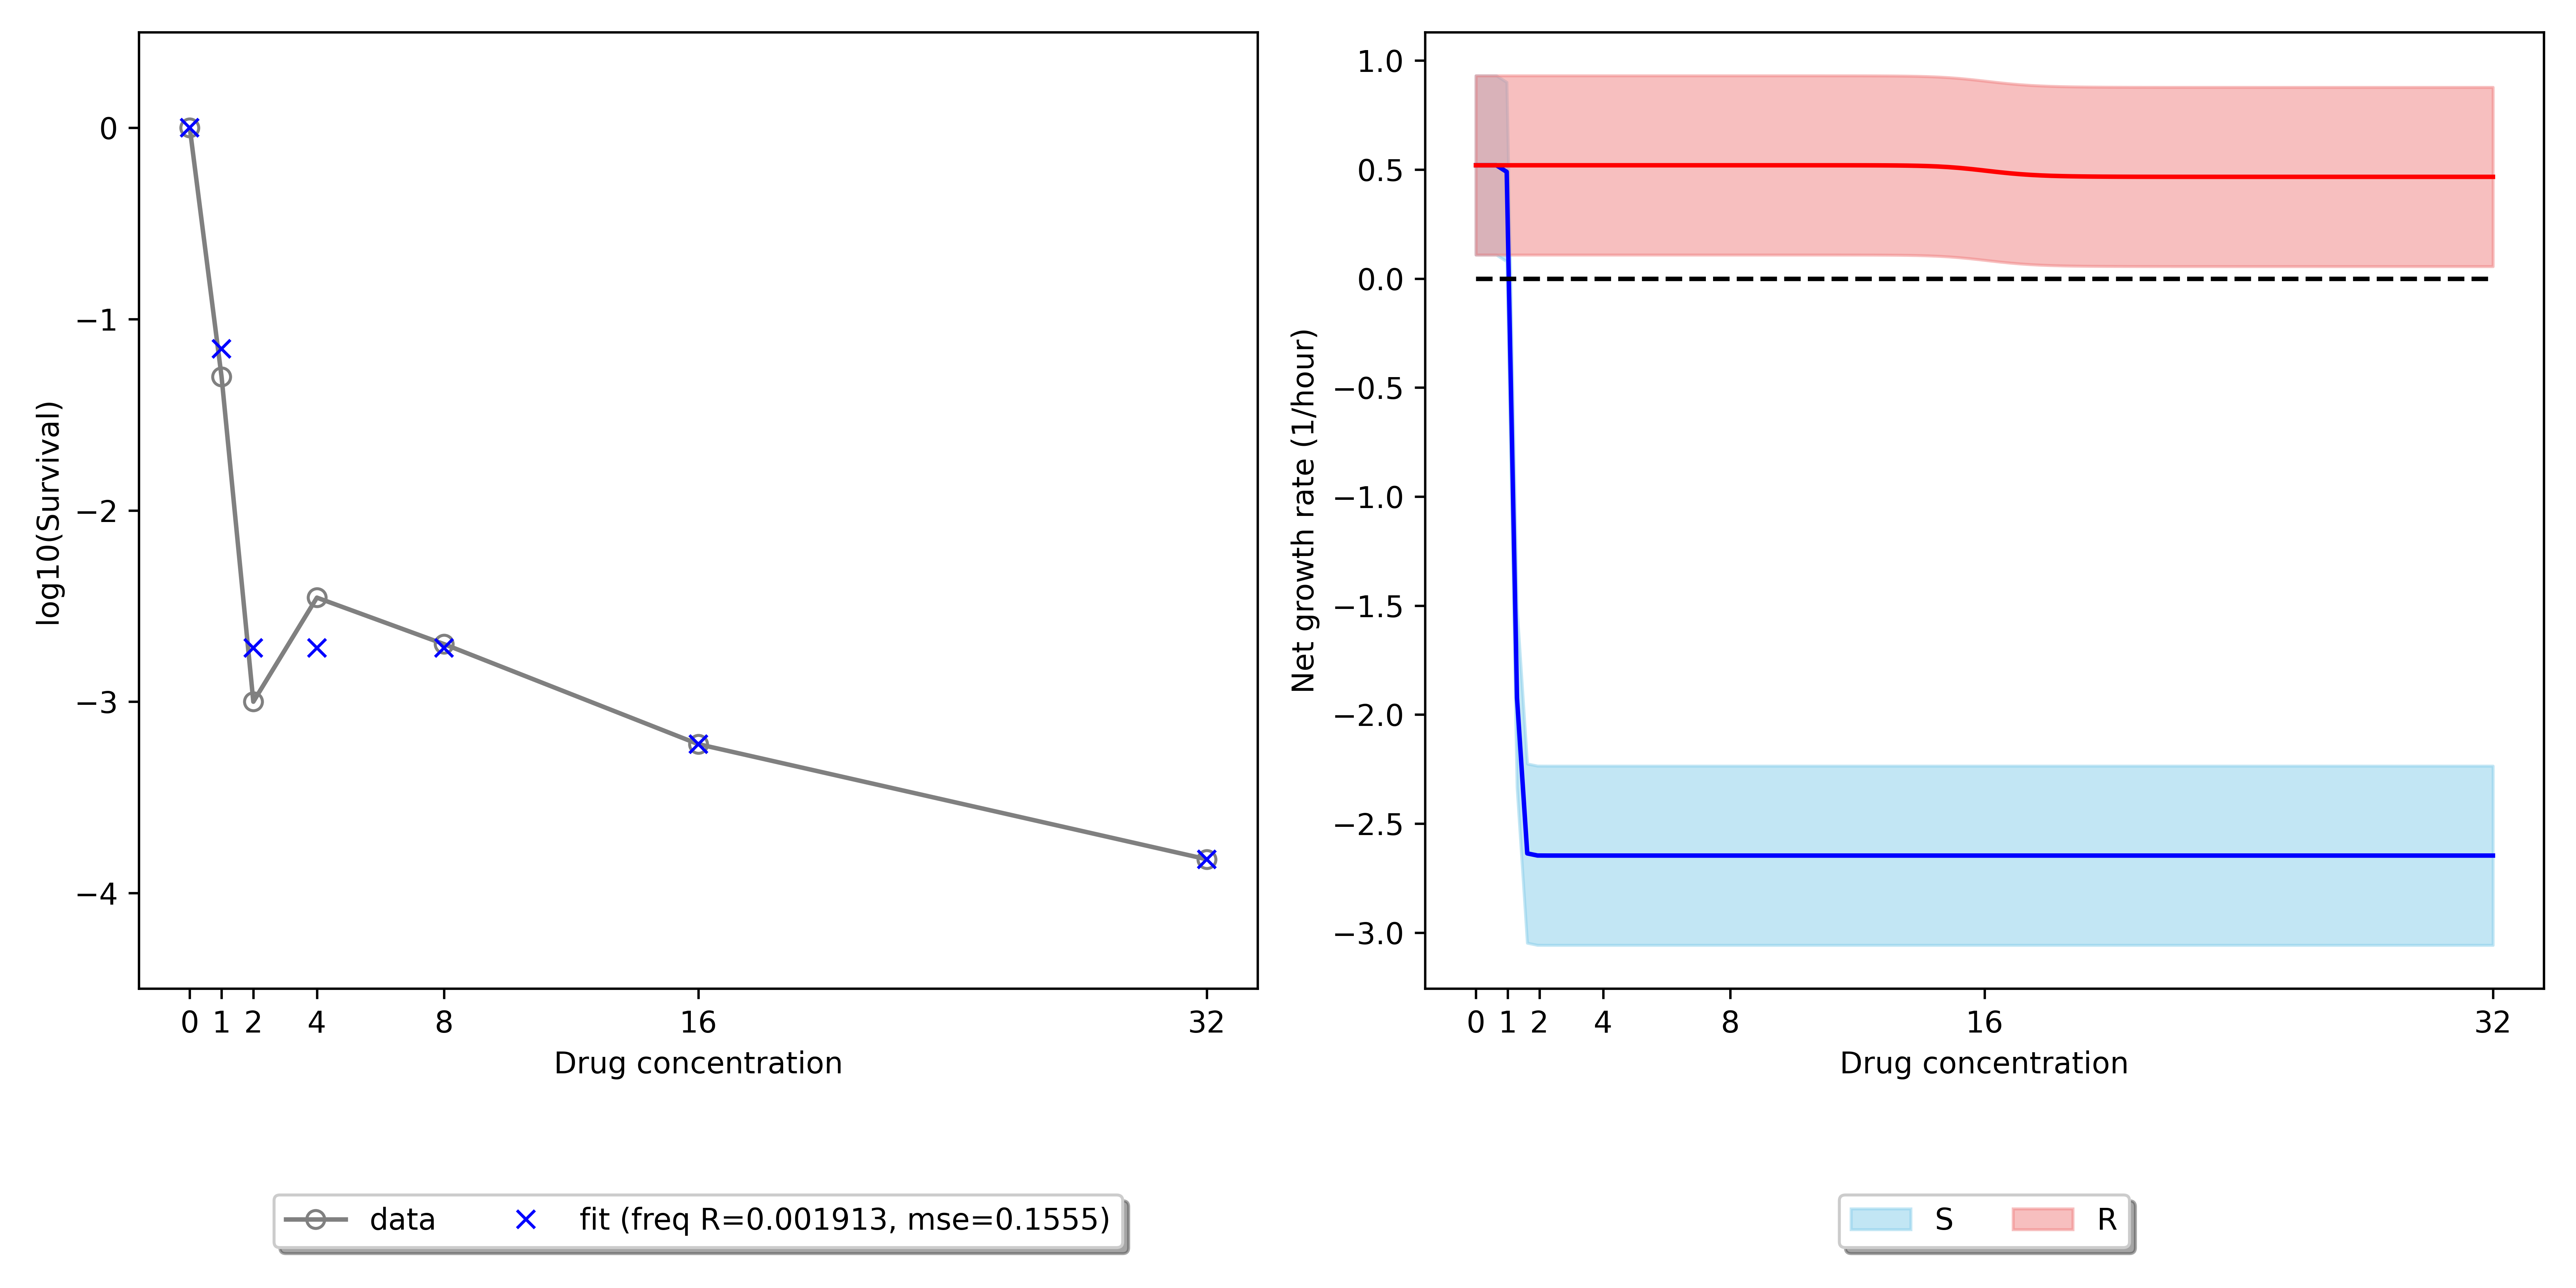 0
−1
−2
−3
−4
log10(Survival)
0 1 2 4 8 16 32
Drug concentration
data fit (freq R=0.001913, mse=0.1555)
1.0
0.5
0.0
−0.5
−1.0
−1.5
−2.0
−2.5
−3.0
Net growth rate (1/hour)
0 1 2 4 8 16 32
Drug concentration
S R